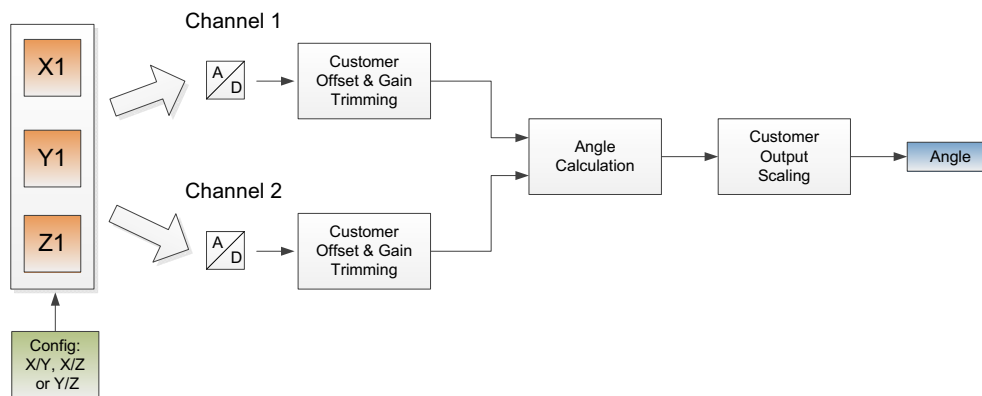 Channel 1
X1
A
D
Customer
Offset & Gain
Trimming
Y1
Angle
Calculation
Customer
Output
Scaling
Angle
Channel 2
Z1
A
D
Customer
Offset & Gain
Trimming
Config:
X/Y, X/Z
or Y/Z